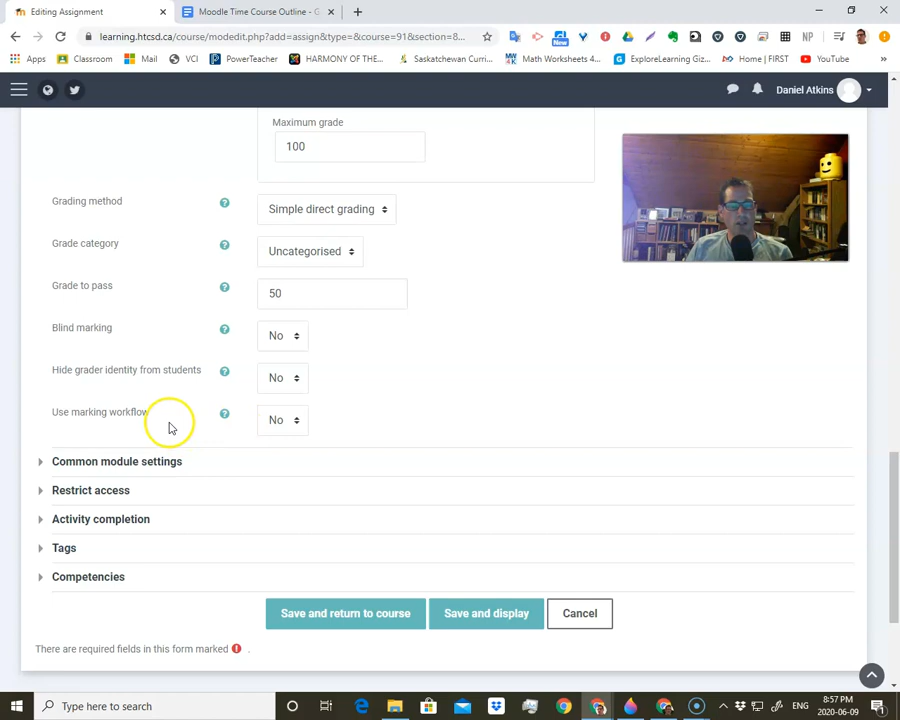 Editing Assignment
Moodle Time Course Outline - G
learning.htcsd.ca/course/modedit.php?add=assign&type=&course=91&section=8...
Apps Classroom Mail VCI PowerTeacher HARMONY OF THE... Saskatchewan Curri... Math Worksheets 4... ExploreLearning Giz... Home | FIRST YouTube
New
NP
Daniel Atkins
Maximum grade
100
Grading method
Simple direct grading
Grade category
Uncategorised
Grade to pass
50
Blind marking
No
Hide grader identity from students
No
Use marking workflow
No
Common module settings
Restrict access
Activity completion
Tags
Competencies
Save and return to course Save and display Cancel
There are required fields in this form marked .
Type here to search
ENG
8:57 PM
2020-06-09